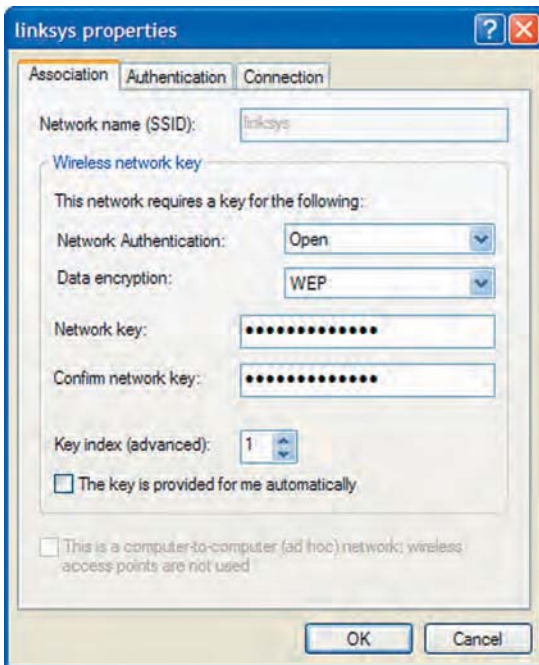 linksys properties
Association Authentication Connection
Network name (SSID): linksys
Wireless network key
This network requires a key for the following:
Network Authentication: Open
Data encryption: WEP
Network key: •••••••••••••
Confirm network key: •••••••••••••
Key index (advanced): 1
The key is provided for me automatically
This is a computer-to-computer (ad hoc) network; wireless
access points are not used
OK Cancel